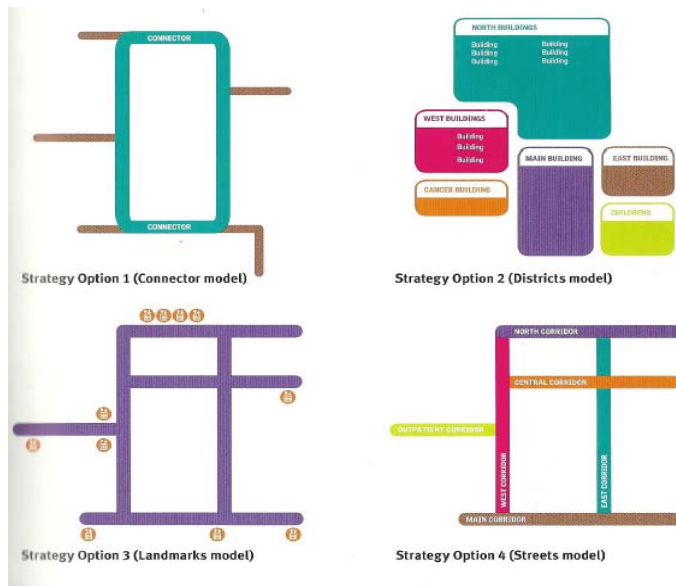 CONNECTOR
CONNECTOR
Strategy Option 1 (Connector model)
NORTH BUILDINGS
Building Building
Building Building
Building Building
WEST BUILDINGS
Building
Building
Building
CANCER BUILDING
MAIN BUILDING
EAST BUILDING
CHILDRENS
Strategy Option 2 (Districts model)
Strategy Option 3 (Landmarks model)
NORTH CORRIDOR
CENTRAL CORRIDOR
OUTPATIENT CORRIDOR
WEST CORRIDOR
EAST CORRIDOR
MAIN CORRIDOR
Strategy Option 4 (Streets model)